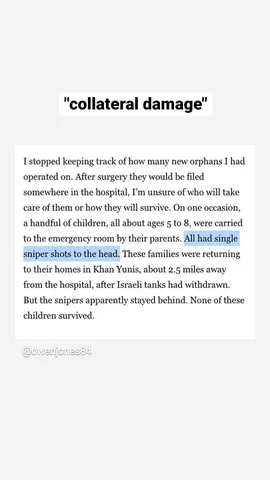 "collateral damage"
I stopped keeping track of how many new orphans I had
operated on. After surgery they would be filed
somewhere in the hospital, I'm unsure of who will take
care of them or how they will survive. On one occasion,
a handful of children, all about ages 5 to 8, were carried
to the emergency room by their parents. All had single
sniper shots to the head. These families were returning
to their homes in Khan Yunis, about 2.5 miles away
from the hospital, after Israeli tanks had withdrawn.
But the snipers apparently stayed behind. None of these
children survived.
@owenjones84